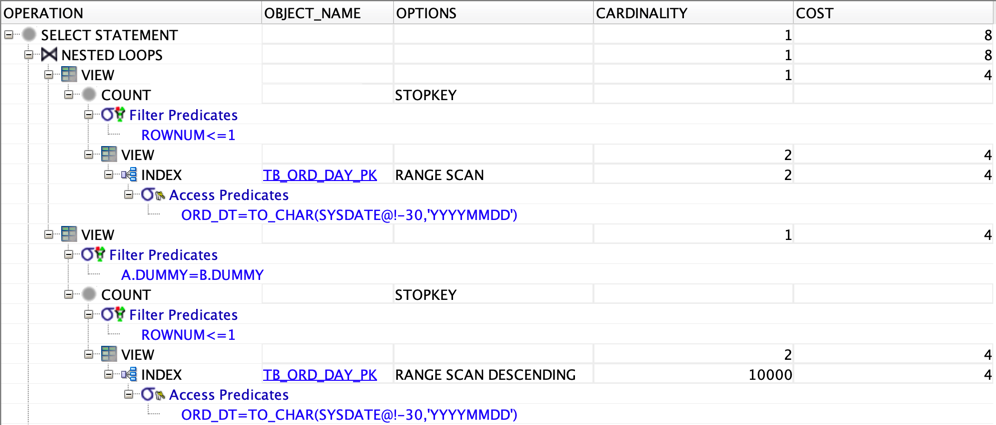 OPERATION OBJECT_NAME OPTIONS CARDINALITY COST
SELECT STATEMENT 1 8
NESTED LOOPS 1 8
VIEW 1 4
COUNT STOPKEY
Filter Predicates
ROWNUM<=1
VIEW 2 4
INDEX TB_ORD_DAY_PK RANGE SCAN 2 4
Access Predicates
ORD_DT=TO_CHAR(SYSDATE@!-30,'YYYYMMDD')
VIEW 1 4
Filter Predicates
A.DUMMY=B.DUMMY
COUNT STOPKEY
Filter Predicates
ROWNUM<=1
VIEW 2 4
INDEX TB_ORD_DAY_PK RANGE SCAN DESCENDING 10000 4
Access Predicates
ORD_DT=TO_CHAR(SYSDATE@!-30,'YYYYMMDD')